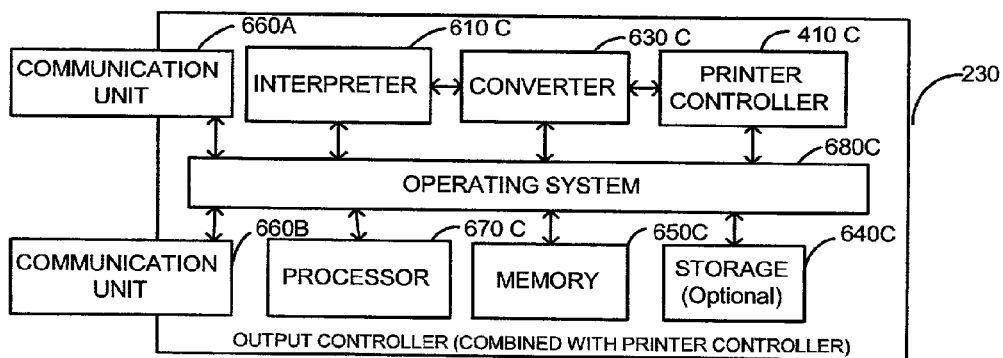 660A
610 C
630 C
410 C
COMMUNICATION
UNIT
INTERPRETER
CONVERTER
PRINTER
CONTROLLER
230
680C
OPERATING SYSTEM
660B
670 C
650C
640C
COMMUNICATION
UNIT
PROCESSOR
MEMORY
STORAGE
(Optional)
OUTPUT CONTROLLER (COMBINED WITH PRINTER CONTROLLER)